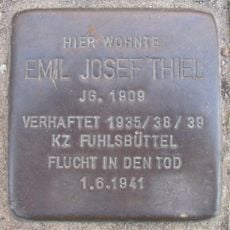 HIER WOHNTE
EMIL JOSEF THIEL
JG. 1909
VERHAFTET 1935/38/39
KZ FUHLSBÜTTEL
FLUCHT IN DEN TOD
1.6.1941